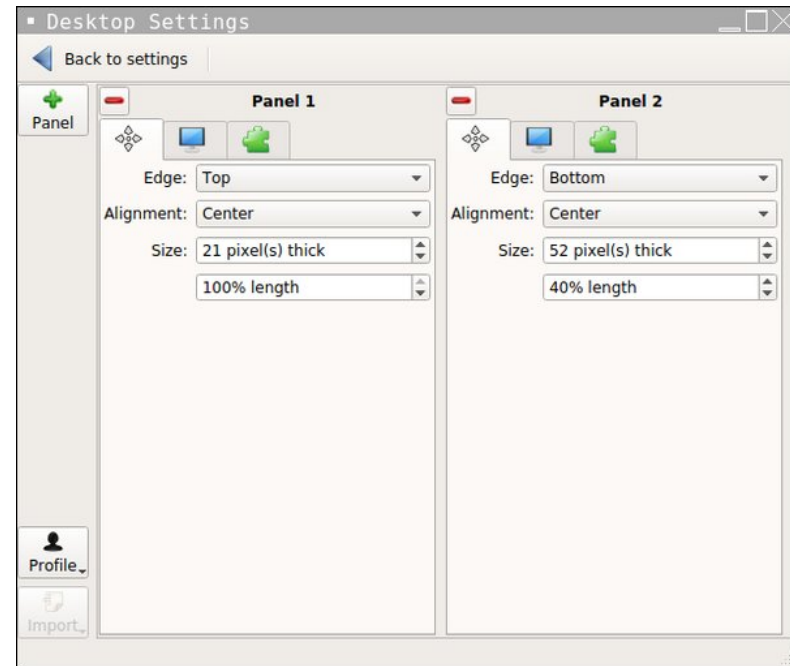 Desktop Settings
Back to settings
Panel
Panel 1
Edge: Top
Alignment: Center
Size: 21 pixel(s) thick
100% length
Panel 2
Edge: Bottom
Alignment: Center
Size: 52 pixel(s) thick
40% length
Profile
Import